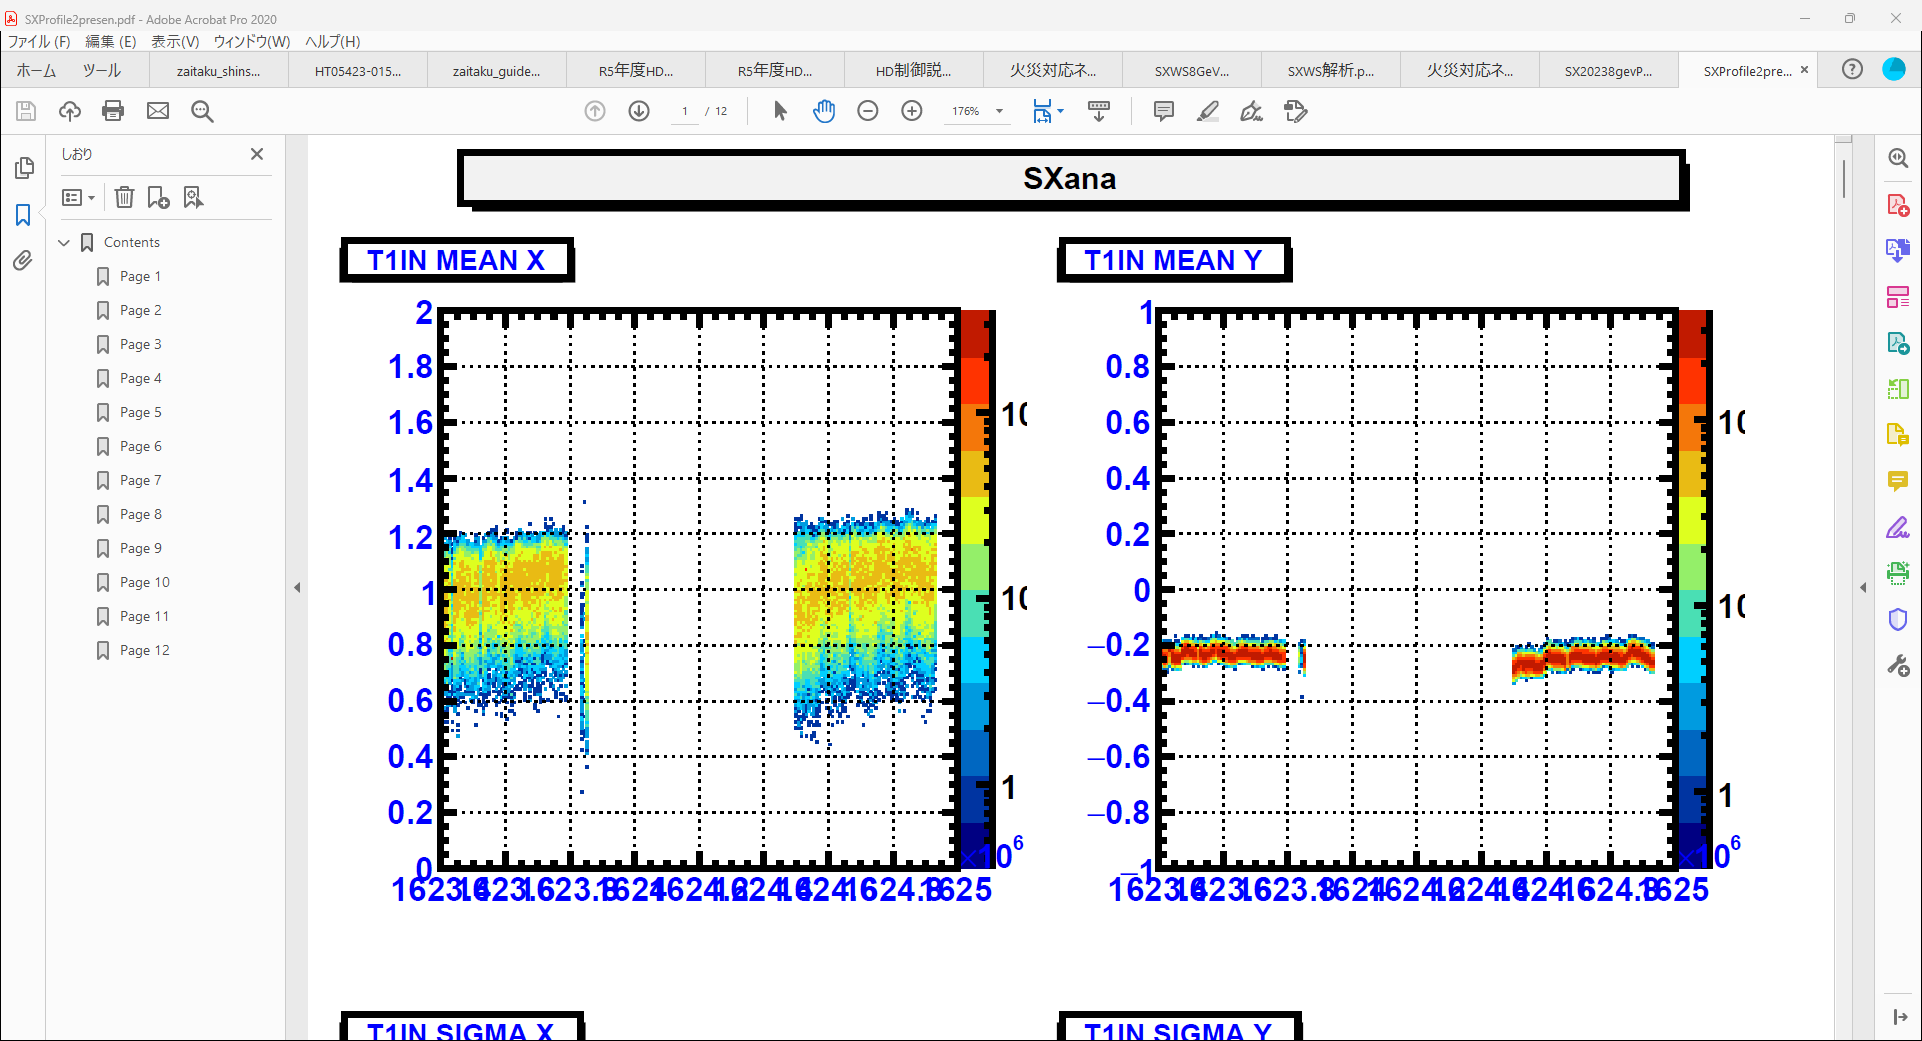 SXProfile2presen.pdf - Adobe Acrobat Pro 2020
ファイル (F) 編集 (E) 表示(V) ウィンドウ(W) ヘルプ(H)
ホーム ツール zaitaku_shins... HT05423-015... zaitaku_guide... R5年度HD... R5年度HD... HD制御説... 火災対応ネ... SXWS8GeV... SXWS解析.p... 火災対応ネ... SX20238gevP... SXProfile2pre...
1 / 12 176%
しおり
Contents
Page 1
Page 2
Page 3
Page 4
Page 5
Page 6
Page 7
Page 8
Page 9
Page 10
Page 11
Page 12
SXana
T1IN MEAN X
2
1.8
1.6
1.4
1.2
1
0.8
0.6
0.4
0.2
0
10
10
1
×10⁶
T1IN MEAN Y
1
0.8
0.6
0.4
0.2
0
−0.2
−0.4
−0.6
−0.8
−1
10
10
1
×10⁶
T1IN SIGMA X
T1IN SIGMA Y